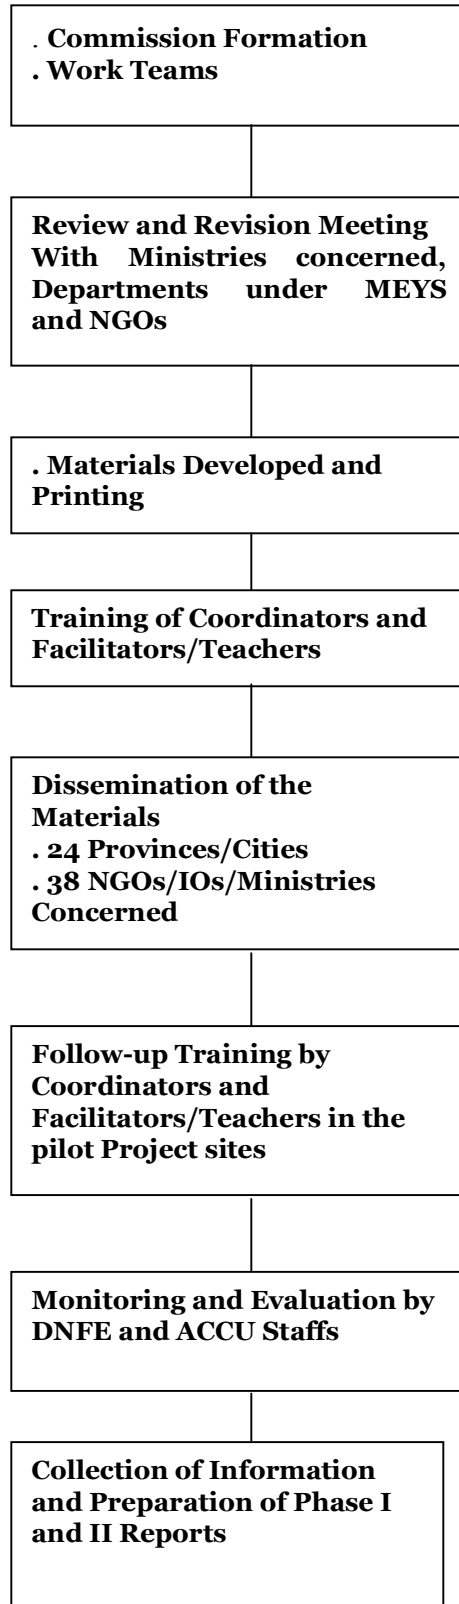 . Commission Formation
. Work Teams
Review and Revision Meeting
With Ministries concerned,
Departments under MEYS
and NGOs
. Materials Developed and
Printing
Training of Coordinators and
Facilitators/Teachers
Dissemination of the
Materials
. 24 Provinces/Cities
. 38 NGOs/IOs/Ministries
Concerned
Follow-up Training by
Coordinators and
Facilitators/Teachers in the
pilot Project sites
Monitoring and Evaluation by
DNFE and ACCU Staffs
Collection of Information
and Preparation of Phase I
and II Reports